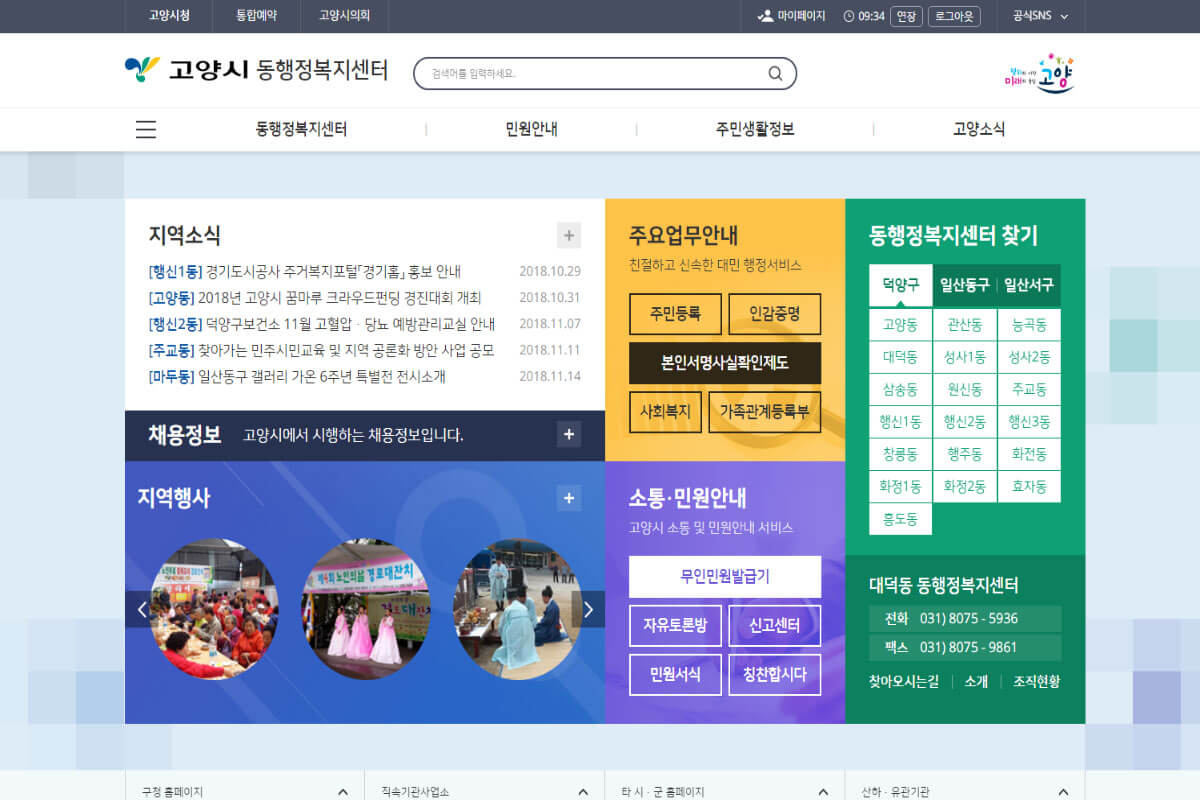 고양시청 통합예약 고양시의회 마이페이지 09:34 연장 로그아웃 공식SNS
고양시 동행정복지센터
검색어를 입력하세요.
고양
동행정복지센터 민원안내 주민생활정보 고양소식
지역소식
[행신1동] 경기도시공사 주거복지포털「경기홈」 홍보 안내 2018.10.29
[고양동] 2018년 고양시 꿈마루 크라우드펀딩 경진대회 개최 2018.10.31
[행신2동] 덕양구보건소 11월 고혈압 · 당뇨 예방관리교실 안내 2018.11.07
[주교동] 찾아가는 민주시민교육 및 지역 공론화 방안 사업 공모 2018.11.11
[마두동] 일산동구 갤러리 가온 6주년 특별전 전시소개 2018.11.14
채용정보 고양시에서 시행하는 채용정보입니다.
지역행사
제4회 노인의날 경로대잔치
주요업무안내
친절하고 신속한 대민 행정서비스
주민등록 인감증명
본인서명사실확인제도
사회복지 가족관계등록부
소통·민원안내
고양시 소통 및 민원안내 서비스
무인민원발급기
자유토론방 신고센터
민원서식 칭찬합시다
동행정복지센터 찾기
덕양구 일산동구 일산서구
고양동 관산동 능곡동
대덕동 성사1동 성사2동
삼송동 원신동 주교동
행신1동 행신2동 행신3동
창릉동 행주동 화전동
화정1동 화정2동 효자동
흥도동
대덕동 동행정복지센터
전화 031) 8075 - 5936
팩스 031) 8075 - 9861
찾아오시는길 소개 조직현황
구청 홈페이지 직속기관사업소 타 시 · 군 홈페이지 산하 · 유관기관